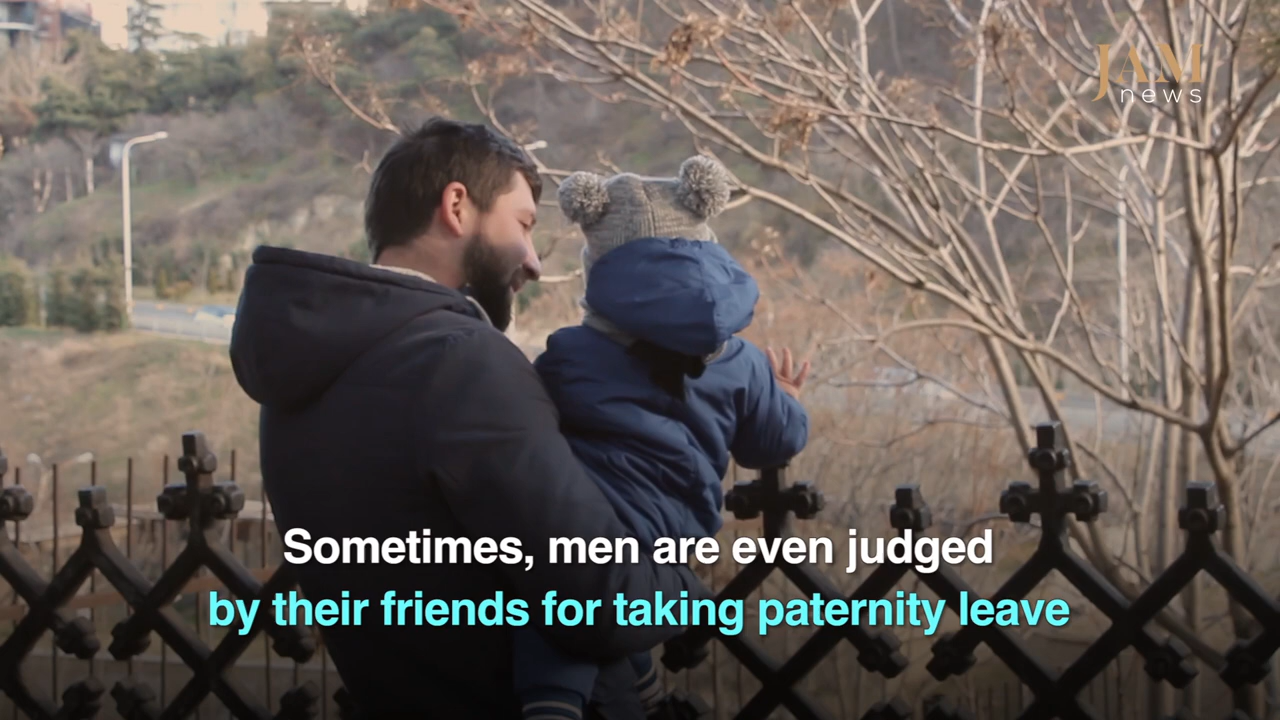 JAM
news
Sometimes, men are even judged
by their friends for taking paternity leave